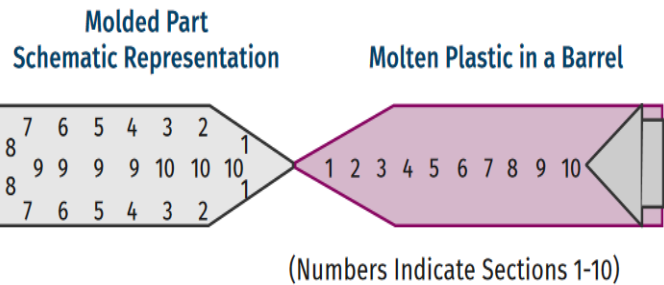 Molded Part
Schematic Representation
Molten Plastic in a Barrel
7 6 5 4 3 2
8 1
9 9 9 9 10 10 10
8 1
7 6 5 4 3 2
1 2 3 4 5 6 7 8 9 10
(Numbers Indicate Sections 1-10)